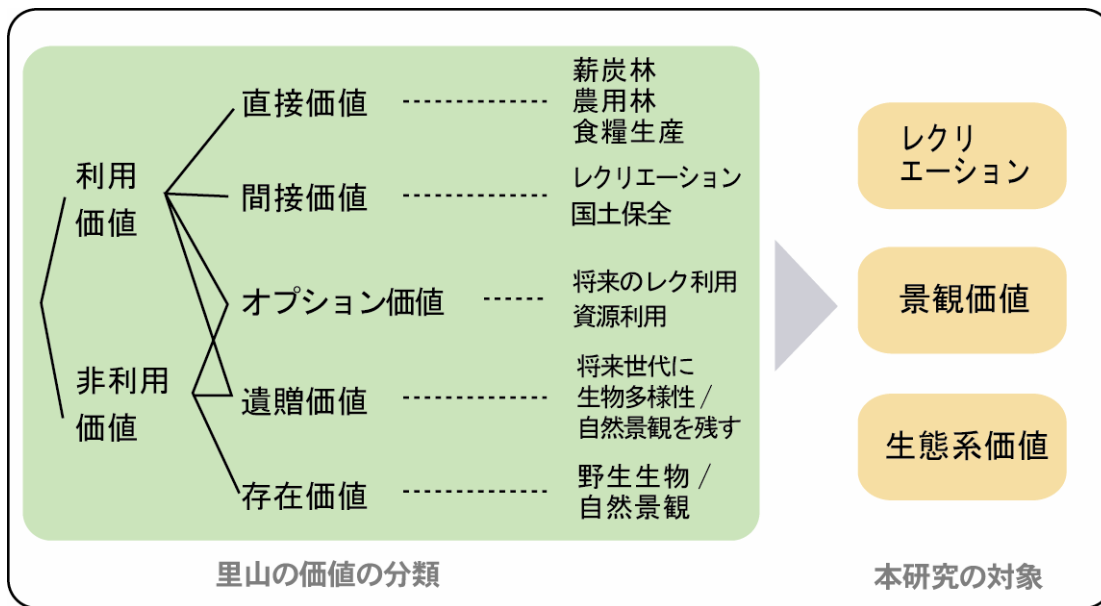 利用
価値
非利用
価値
直接価値
薪炭林
農用林
食糧生産
間接価値
レクリエーション
国土保全
オプション価値
将来のレク利用
資源利用
遺贈価値
将来世代に
生物多様性 /
自然景観を残す
存在価値
野生生物 /
自然景観
里山の価値の分類
レクリ
エーション
景観価値
生態系価値
本研究の対象